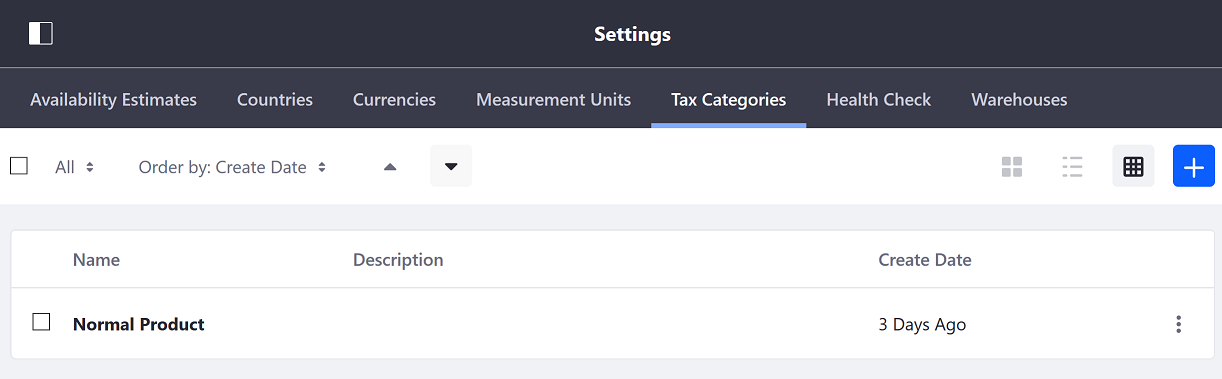 Settings
Availability Estimates Countries Currencies Measurement Units Tax Categories Health Check Warehouses
All Order by: Create Date
Name Description Create Date
Normal Product 3 Days Ago